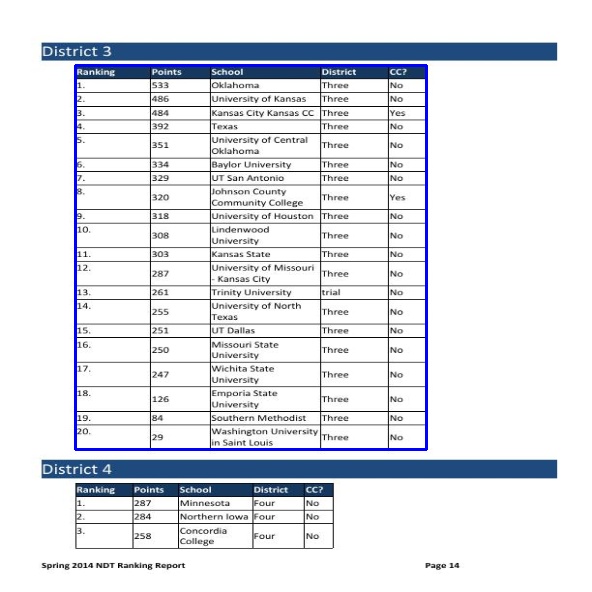 District 3
Ranking Points School District CC?
1. 533 Oklahoma Three No
2. 486 University of Kansas Three No
3. 484 Kansas City Kansas CC Three Yes
4. 392 Texas Three No
5. 351 University of Central Oklahoma Three No
6. 334 Baylor University Three No
7. 329 UT San Antonio Three No
8. 320 Johnson County Community College Three Yes
9. 318 University of Houston Three No
10. 308 Lindenwood University Three No
11. 303 Kansas State Three No
12. 287 University of Missouri - Kansas City Three No
13. 261 Trinity University trial No
14. 255 University of North Texas Three No
15. 251 UT Dallas Three No
16. 250 Missouri State University Three No
17. 247 Wichita State University Three No
18. 126 Emporia State University Three No
19. 84 Southern Methodist Three No
20. 29 Washington University in Saint Louis Three No
District 4
Ranking Points School District CC?
1. 287 Minnesota Four No
2. 284 Northern Iowa Four No
3. 258 Concordia College Four No
Spring 2014 NDT Ranking Report Page 14